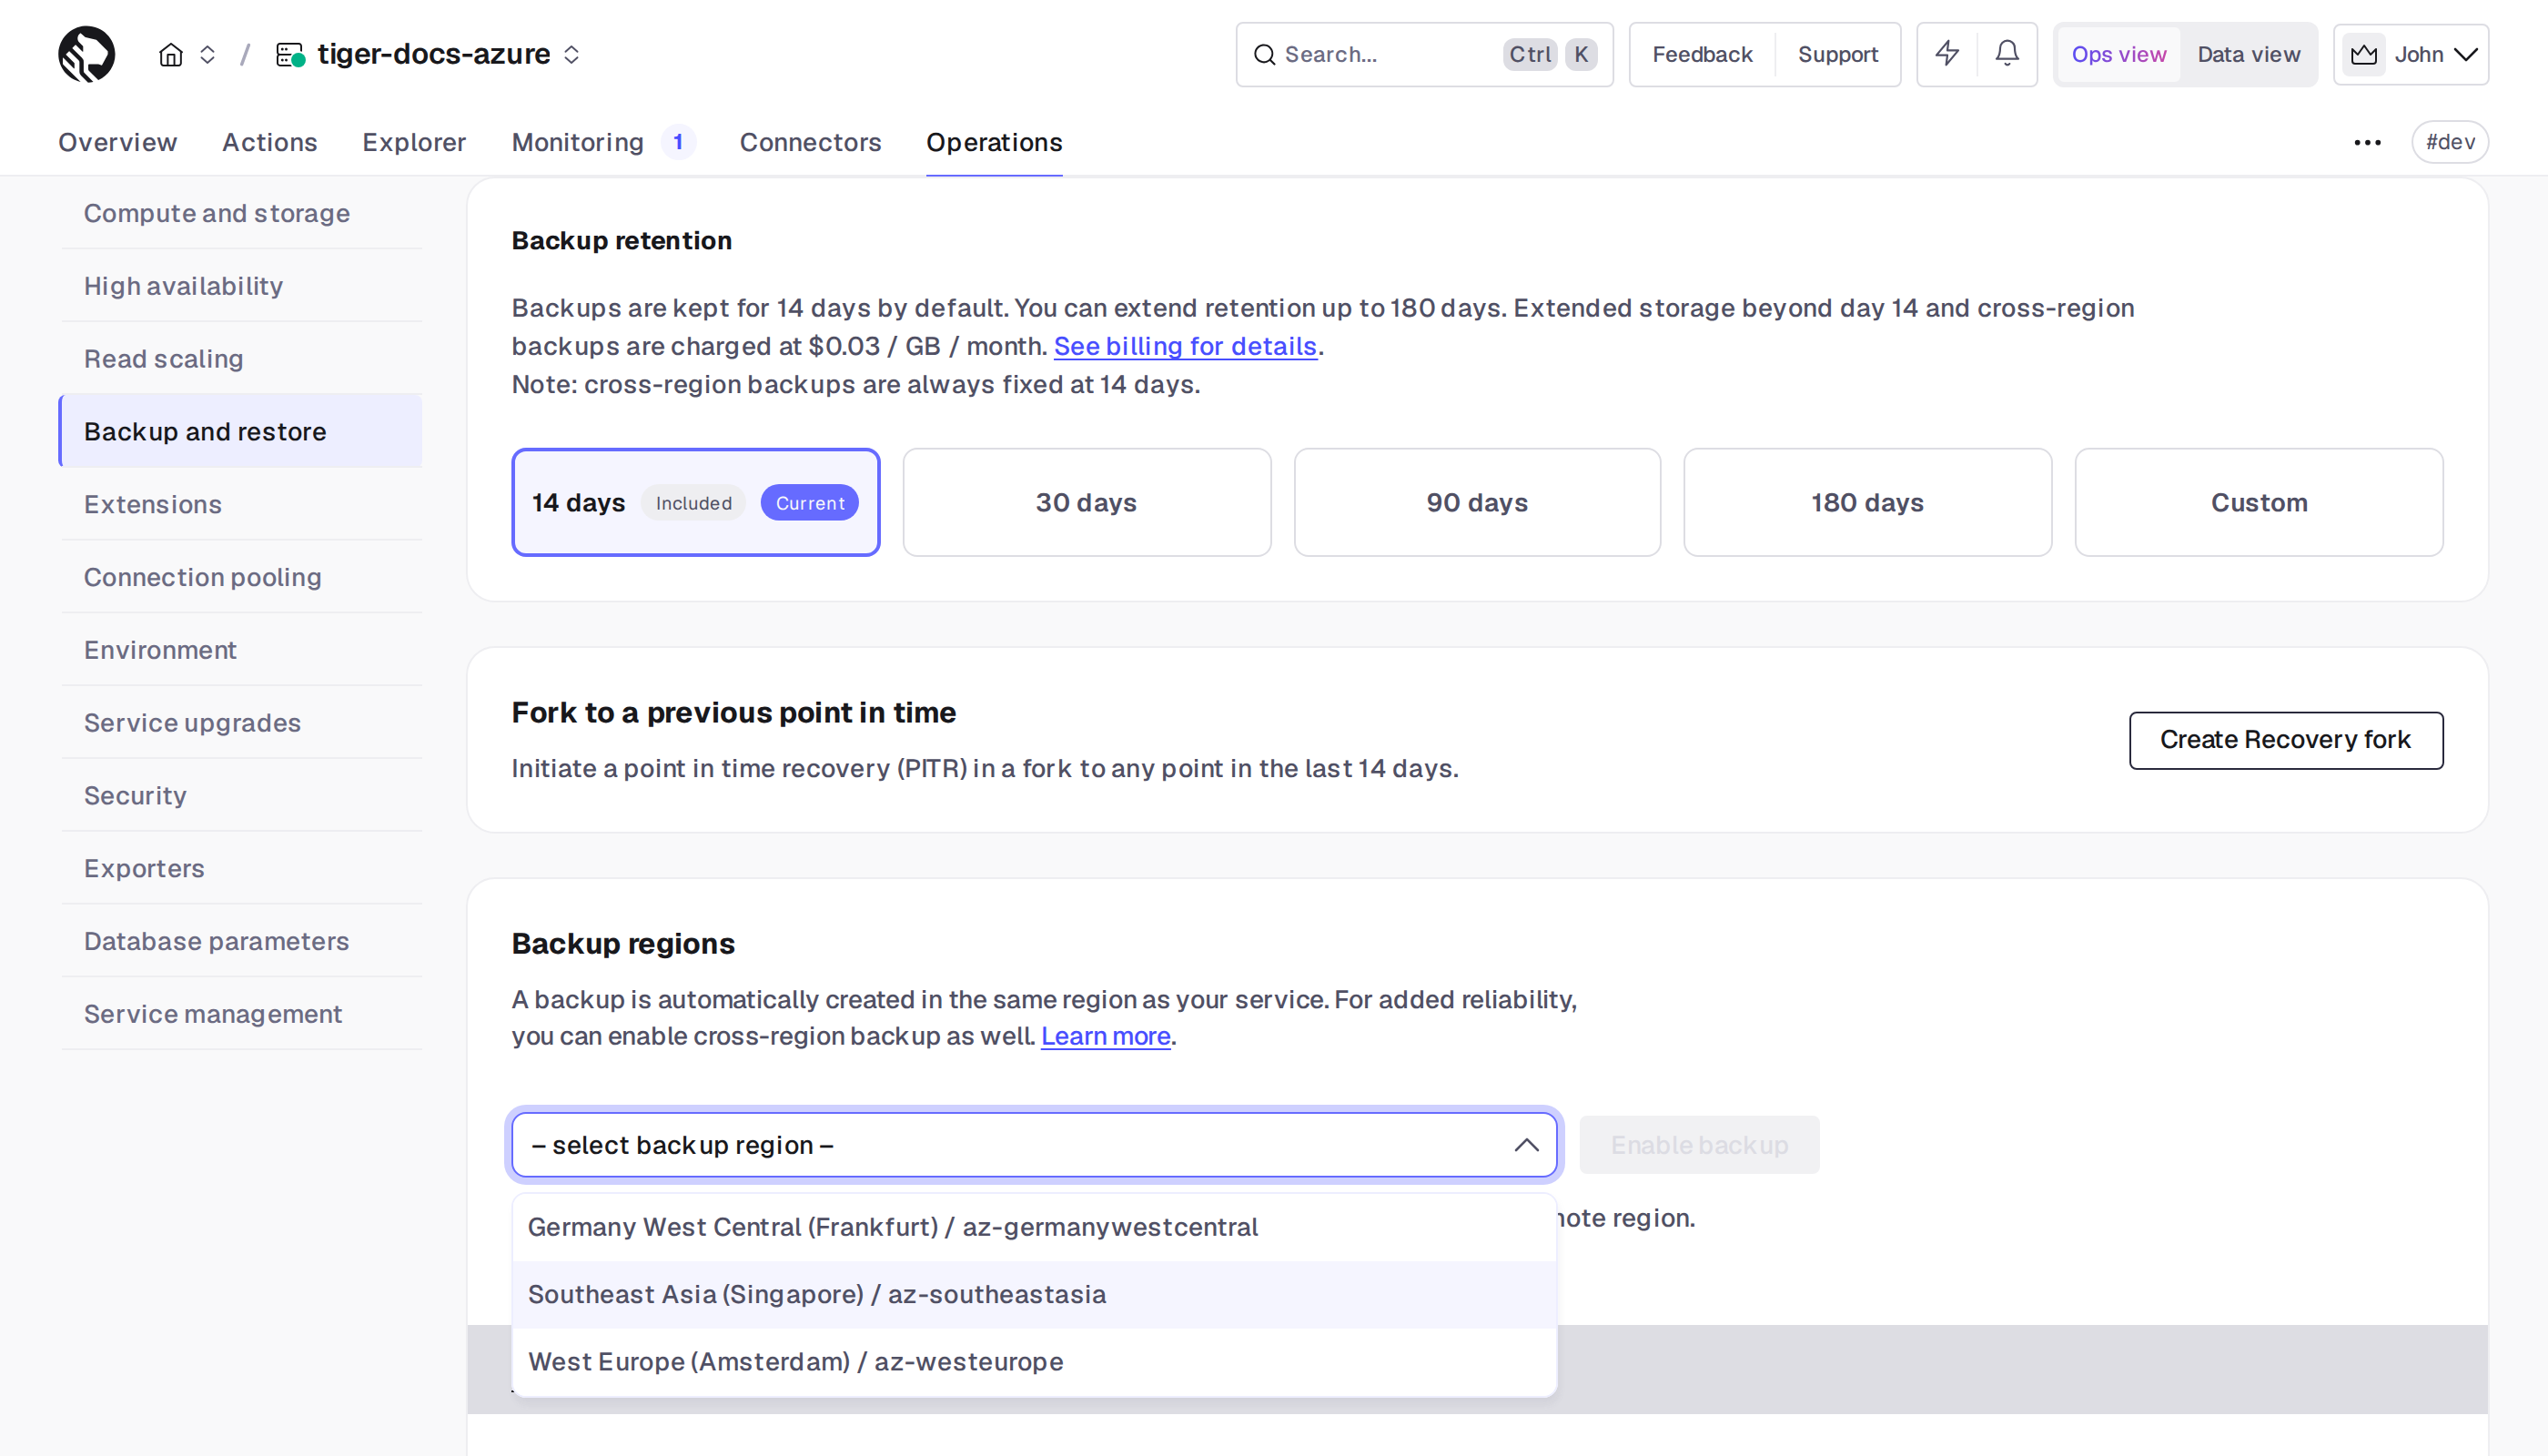 tiger-docs-azure
Search...
Ctrl K
Feedback
Support
Ops view
Data view
John
Overview
Actions
Explorer
Monitoring 1
Connectors
Operations
#dev
Compute and storage
High availability
Read scaling
Backup and restore
Extensions
Connection pooling
Environment
Service upgrades
Security
Exporters
Database parameters
Service management
Backup retention
Backups are kept for 14 days by default. You can extend retention up to 180 days. Extended storage beyond day 14 and cross-region
backups are charged at $0.03 / GB / month. See billing for details.
Note: cross-region backups are always fixed at 14 days.
14 days Included Current
30 days
90 days
180 days
Custom
Fork to a previous point in time
Initiate a point in time recovery (PITR) in a fork to any point in the last 14 days.
Create Recovery fork
Backup regions
A backup is automatically created in the same region as your service. For added reliability,
you can enable cross-region backup as well. Learn more.
– select backup region –
Enable backup
Germany West Central (Frankfurt) / az-germanywestcentral
region.
Southeast Asia (Singapore) / az-southeastasia
West Europe (Amsterdam) / az-westeurope